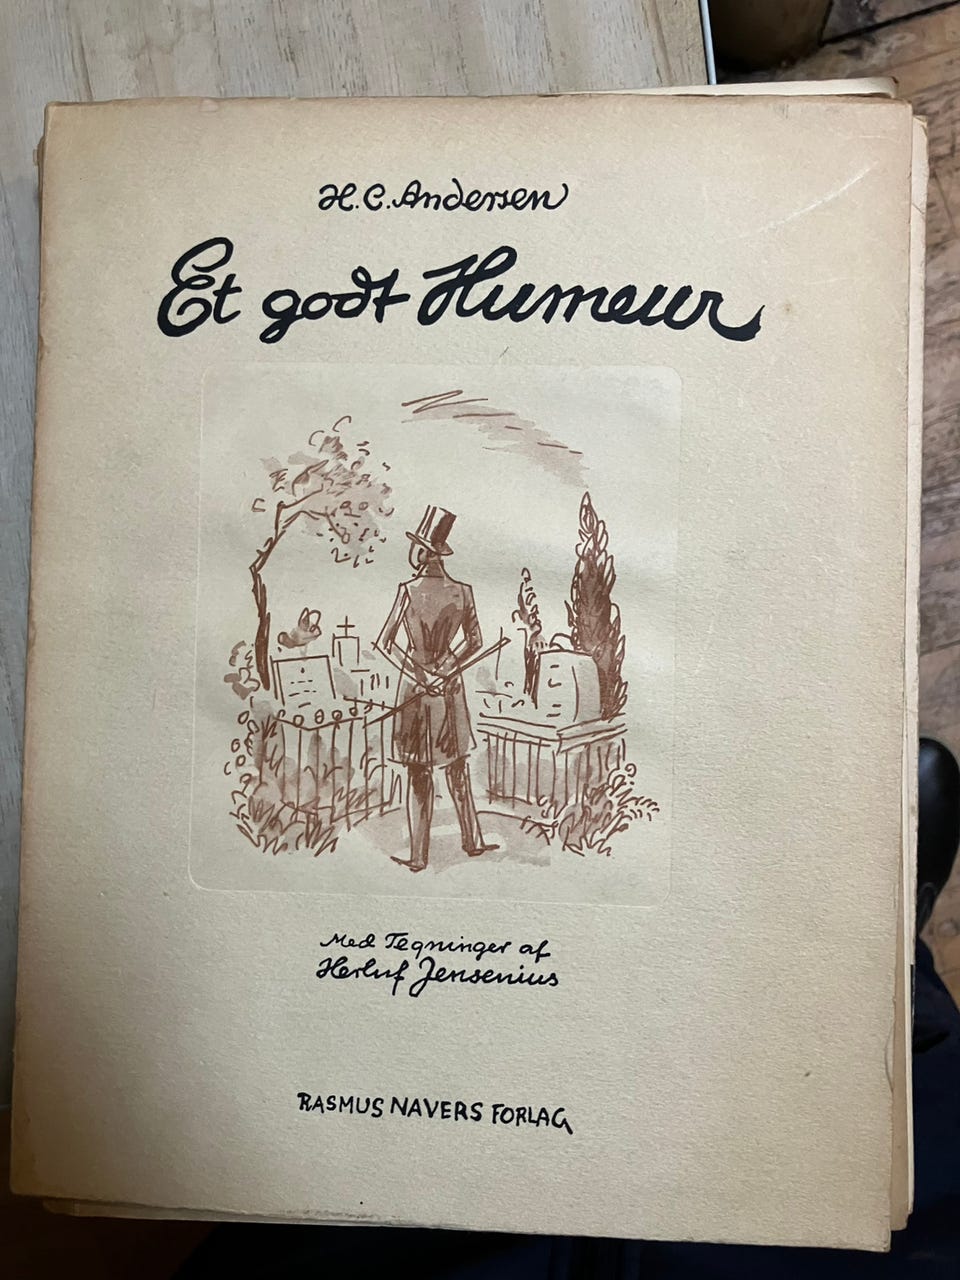 H.C. Andersen
Et godt Humeur
Med Tegninger af
Herluf Jensenius
RASMUS NAVERS FORLAG